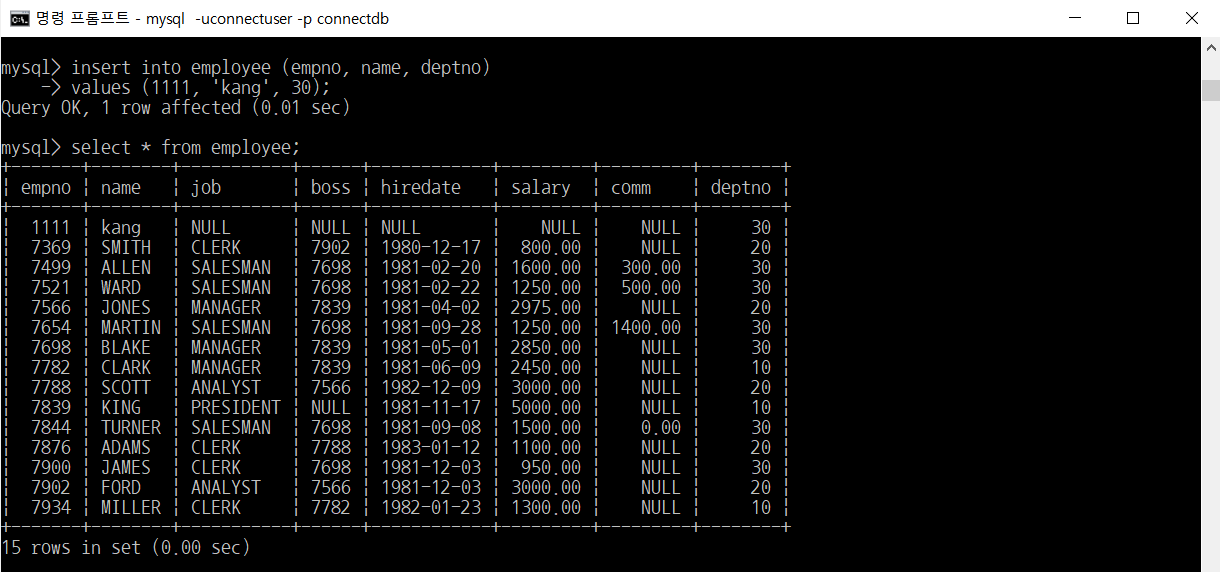 명령 프롬프트 - mysql  -uconnectuser -p connectdb
mysql> insert into employee (empno, name, deptno)
    -> values (1111, 'kang', 30);
Query OK, 1 row affected (0.01 sec)
mysql> select * from employee;
+-------+--------+-----------+------+------------+---------+---------+--------+
| empno | name   | job       | boss | hiredate   | salary  | comm    | deptno |
+-------+--------+-----------+------+------------+---------+---------+--------+
|  1111 | kang   | NULL      | NULL | NULL       |    NULL |    NULL |     30 |
|  7369 | SMITH  | CLERK     | 7902 | 1980-12-17 |  800.00 |    NULL |     20 |
|  7499 | ALLEN  | SALESMAN  | 7698 | 1981-02-20 | 1600.00 |  300.00 |     30 |
|  7521 | WARD   | SALESMAN  | 7698 | 1981-02-22 | 1250.00 |  500.00 |     30 |
|  7566 | JONES  | MANAGER   | 7839 | 1981-04-02 | 2975.00 |    NULL |     20 |
|  7654 | MARTIN | SALESMAN  | 7698 | 1981-09-28 | 1250.00 | 1400.00 |     30 |
|  7698 | BLAKE  | MANAGER   | 7839 | 1981-05-01 | 2850.00 |    NULL |     30 |
|  7782 | CLARK  | MANAGER   | 7839 | 1981-06-09 | 2450.00 |    NULL |     10 |
|  7788 | SCOTT  | ANALYST   | 7566 | 1982-12-09 | 3000.00 |    NULL |     20 |
|  7839 | KING   | PRESIDENT | NULL | 1981-11-17 | 5000.00 |    NULL |     10 |
|  7844 | TURNER | SALESMAN  | 7698 | 1981-09-08 | 1500.00 |    0.00 |     30 |
|  7876 | ADAMS  | CLERK     | 7788 | 1983-01-12 | 1100.00 |    NULL |     20 |
|  7900 | JAMES  | CLERK     | 7698 | 1981-12-03 |  950.00 |    NULL |     30 |
|  7902 | FORD   | ANALYST   | 7566 | 1981-12-03 | 3000.00 |    NULL |     20 |
|  7934 | MILLER | CLERK     | 7782 | 1982-01-23 | 1300.00 |    NULL |     10 |
+-------+--------+-----------+------+------------+---------+---------+--------+
15 rows in set (0.00 sec)